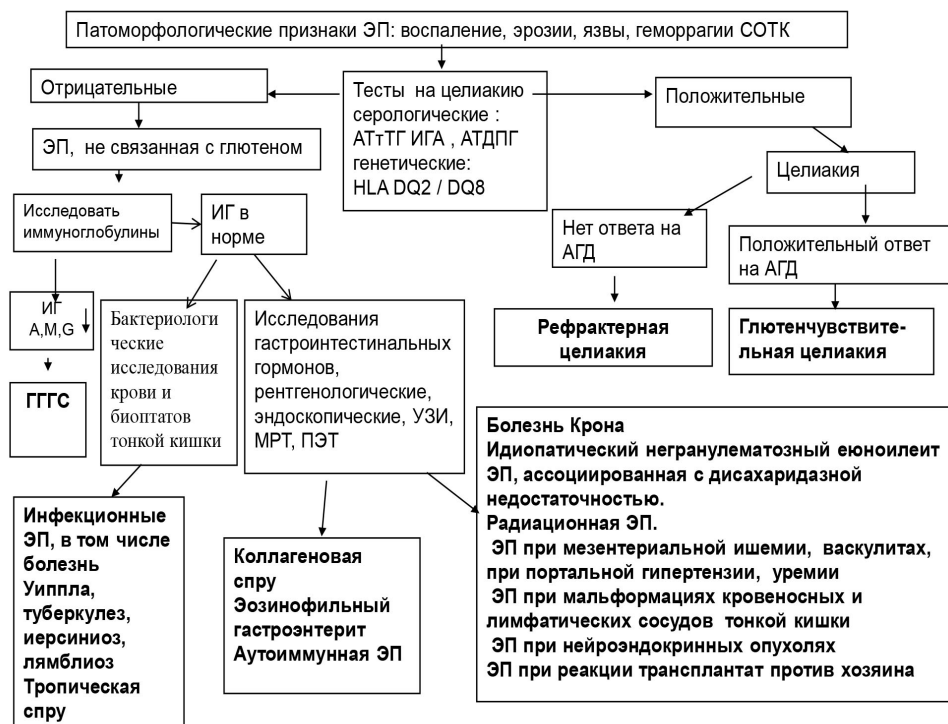 Патоморфологические признаки ЭП: воспаление, эрозии, язвы, геморрагии СОТК
Отрицательные
Тесты на целиакию
серологические :
АТтТГ ИГА , АТДПГ
генетические:
HLA DQ2 / DQ8
Положительные
ЭП, не связанная с глютеном
Целиакия
Исследовать
иммуноглобулины
ИГ в
норме
Нет ответа на
АГД
Положительный ответ
на АГД
ИГ
А,М,G
Бактериологи
ческие
исследования
крови и
биоптатов
тонкой кишки
Исследования
гастроинтестинальных
гормонов,
рентгенологические,
эндоскопические, УЗИ,
МРТ, ПЭТ
Рефрактерная
целиакия
Глютенчувствите-
льная целиакия
ГГГС
Болезнь Крона
Идиопатический негранулематозный еюноилеит
ЭП, ассоциированная с дисахаридазной
недостаточностью.
Радиационная ЭП.
ЭП при мезентериальной ишемии, васкулитах,
при портальной гипертензии, уремии
ЭП при мальформациях кровеносных и
лимфатических сосудов тонкой кишки
ЭП при нейроэндокринных опухолях
ЭП при реакции трансплантат против хозяина
Инфекционные
ЭП, в том числе
болезнь
Уиппла,
туберкулез,
иерсиниоз,
лямблиоз
Тропическая
спру
Коллагеновая
спру
Эозинофильный
гастроэнтерит
Аутоиммунная ЭП